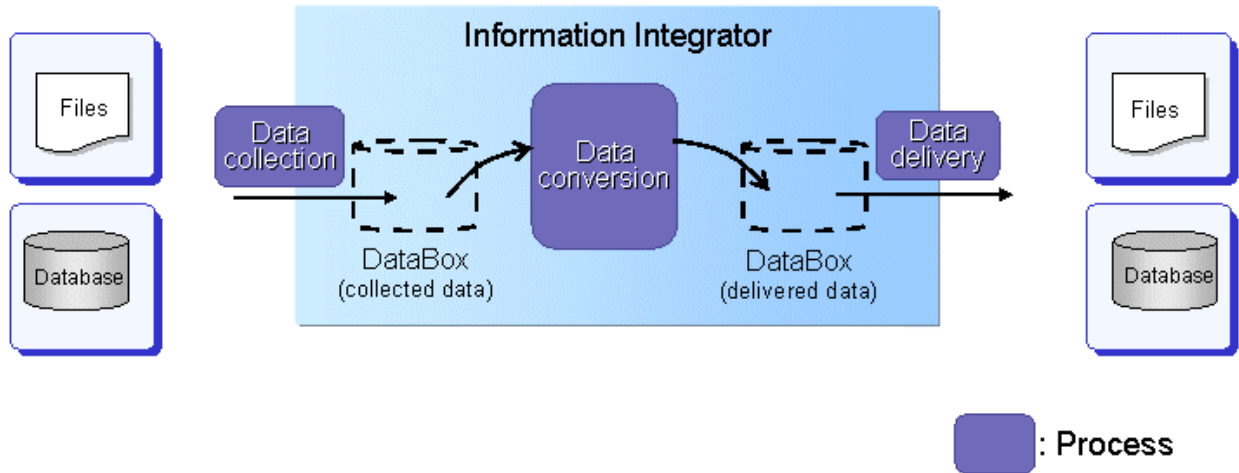 Information Integrator
Files
Database
Data
collection
DataBox
(collected data)
Data
conversion
DataBox
(delivered data)
Data
delivery
Files
Database
: Process